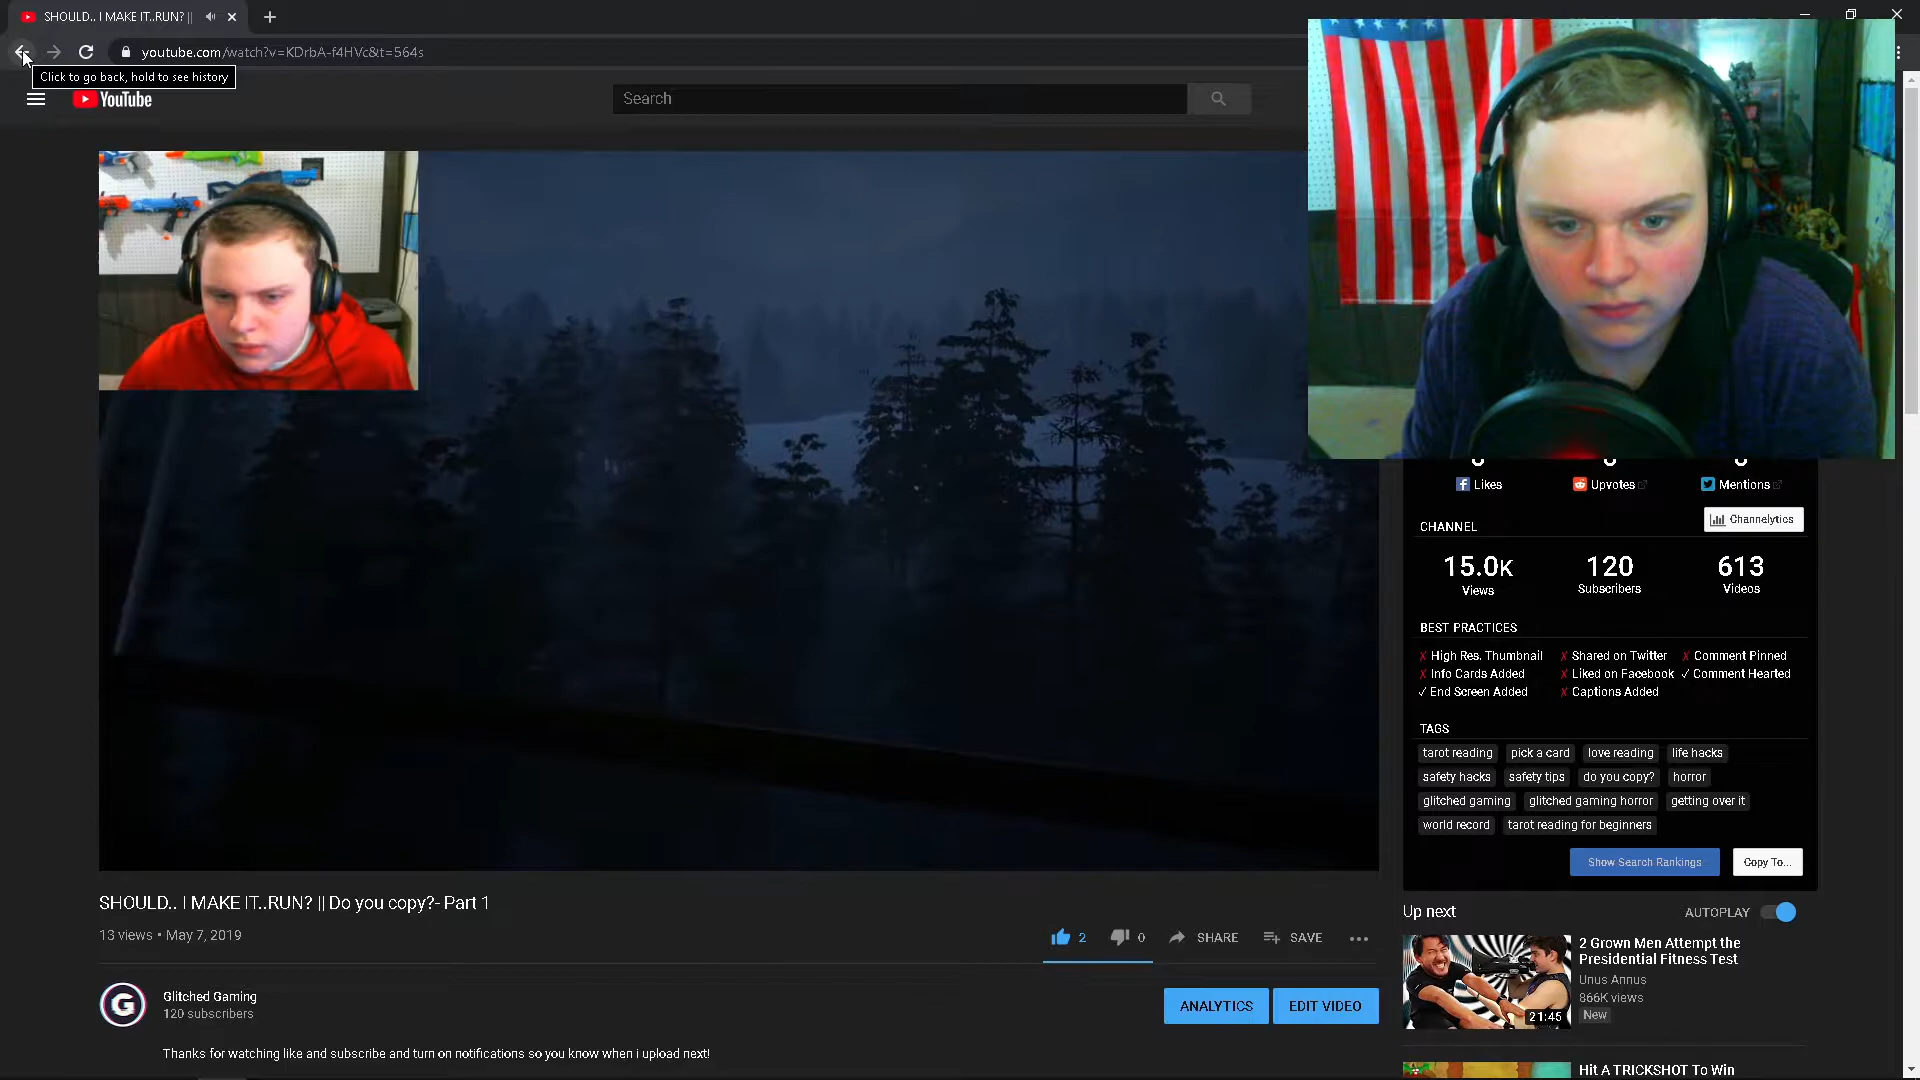 SHOULD.. I MAKE IT..RUN? ||
youtube.com/watch?v=KDrbA-f4HVc&t=564s
Click to go back, hold to see history
YouTube
Search
Likes Upvotes Mentions
CHANNEL
Channelytics
15.0K 120 613
Views Subscribers Videos
BEST PRACTICES
✗ High Res. Thumbnail ✗ Shared on Twitter ✗ Comment Pinned
✗ Info Cards Added ✗ Liked on Facebook ✓ Comment Hearted
✓ End Screen Added ✗ Captions Added
TAGS
tarot reading pick a card love reading life hacks
safety hacks safety tips do you copy? horror
glitched gaming glitched gaming horror getting over it
world record tarot reading for beginners
Show Search Rankings Copy To...
SHOULD.. I MAKE IT..RUN? || Do you copy?- Part 1
13 views • May 7, 2019
2 0 SHARE SAVE
G
Glitched Gaming
120 subscribers
ANALYTICS EDIT VIDEO
Thanks for watching like and subscribe and turn on notifications so you know when i upload next!
Up next AUTOPLAY
2 Grown Men Attempt the
Presidential Fitness Test
Unus Annus
866K views
New
21:45
Hit A TRICKSHOT To Win